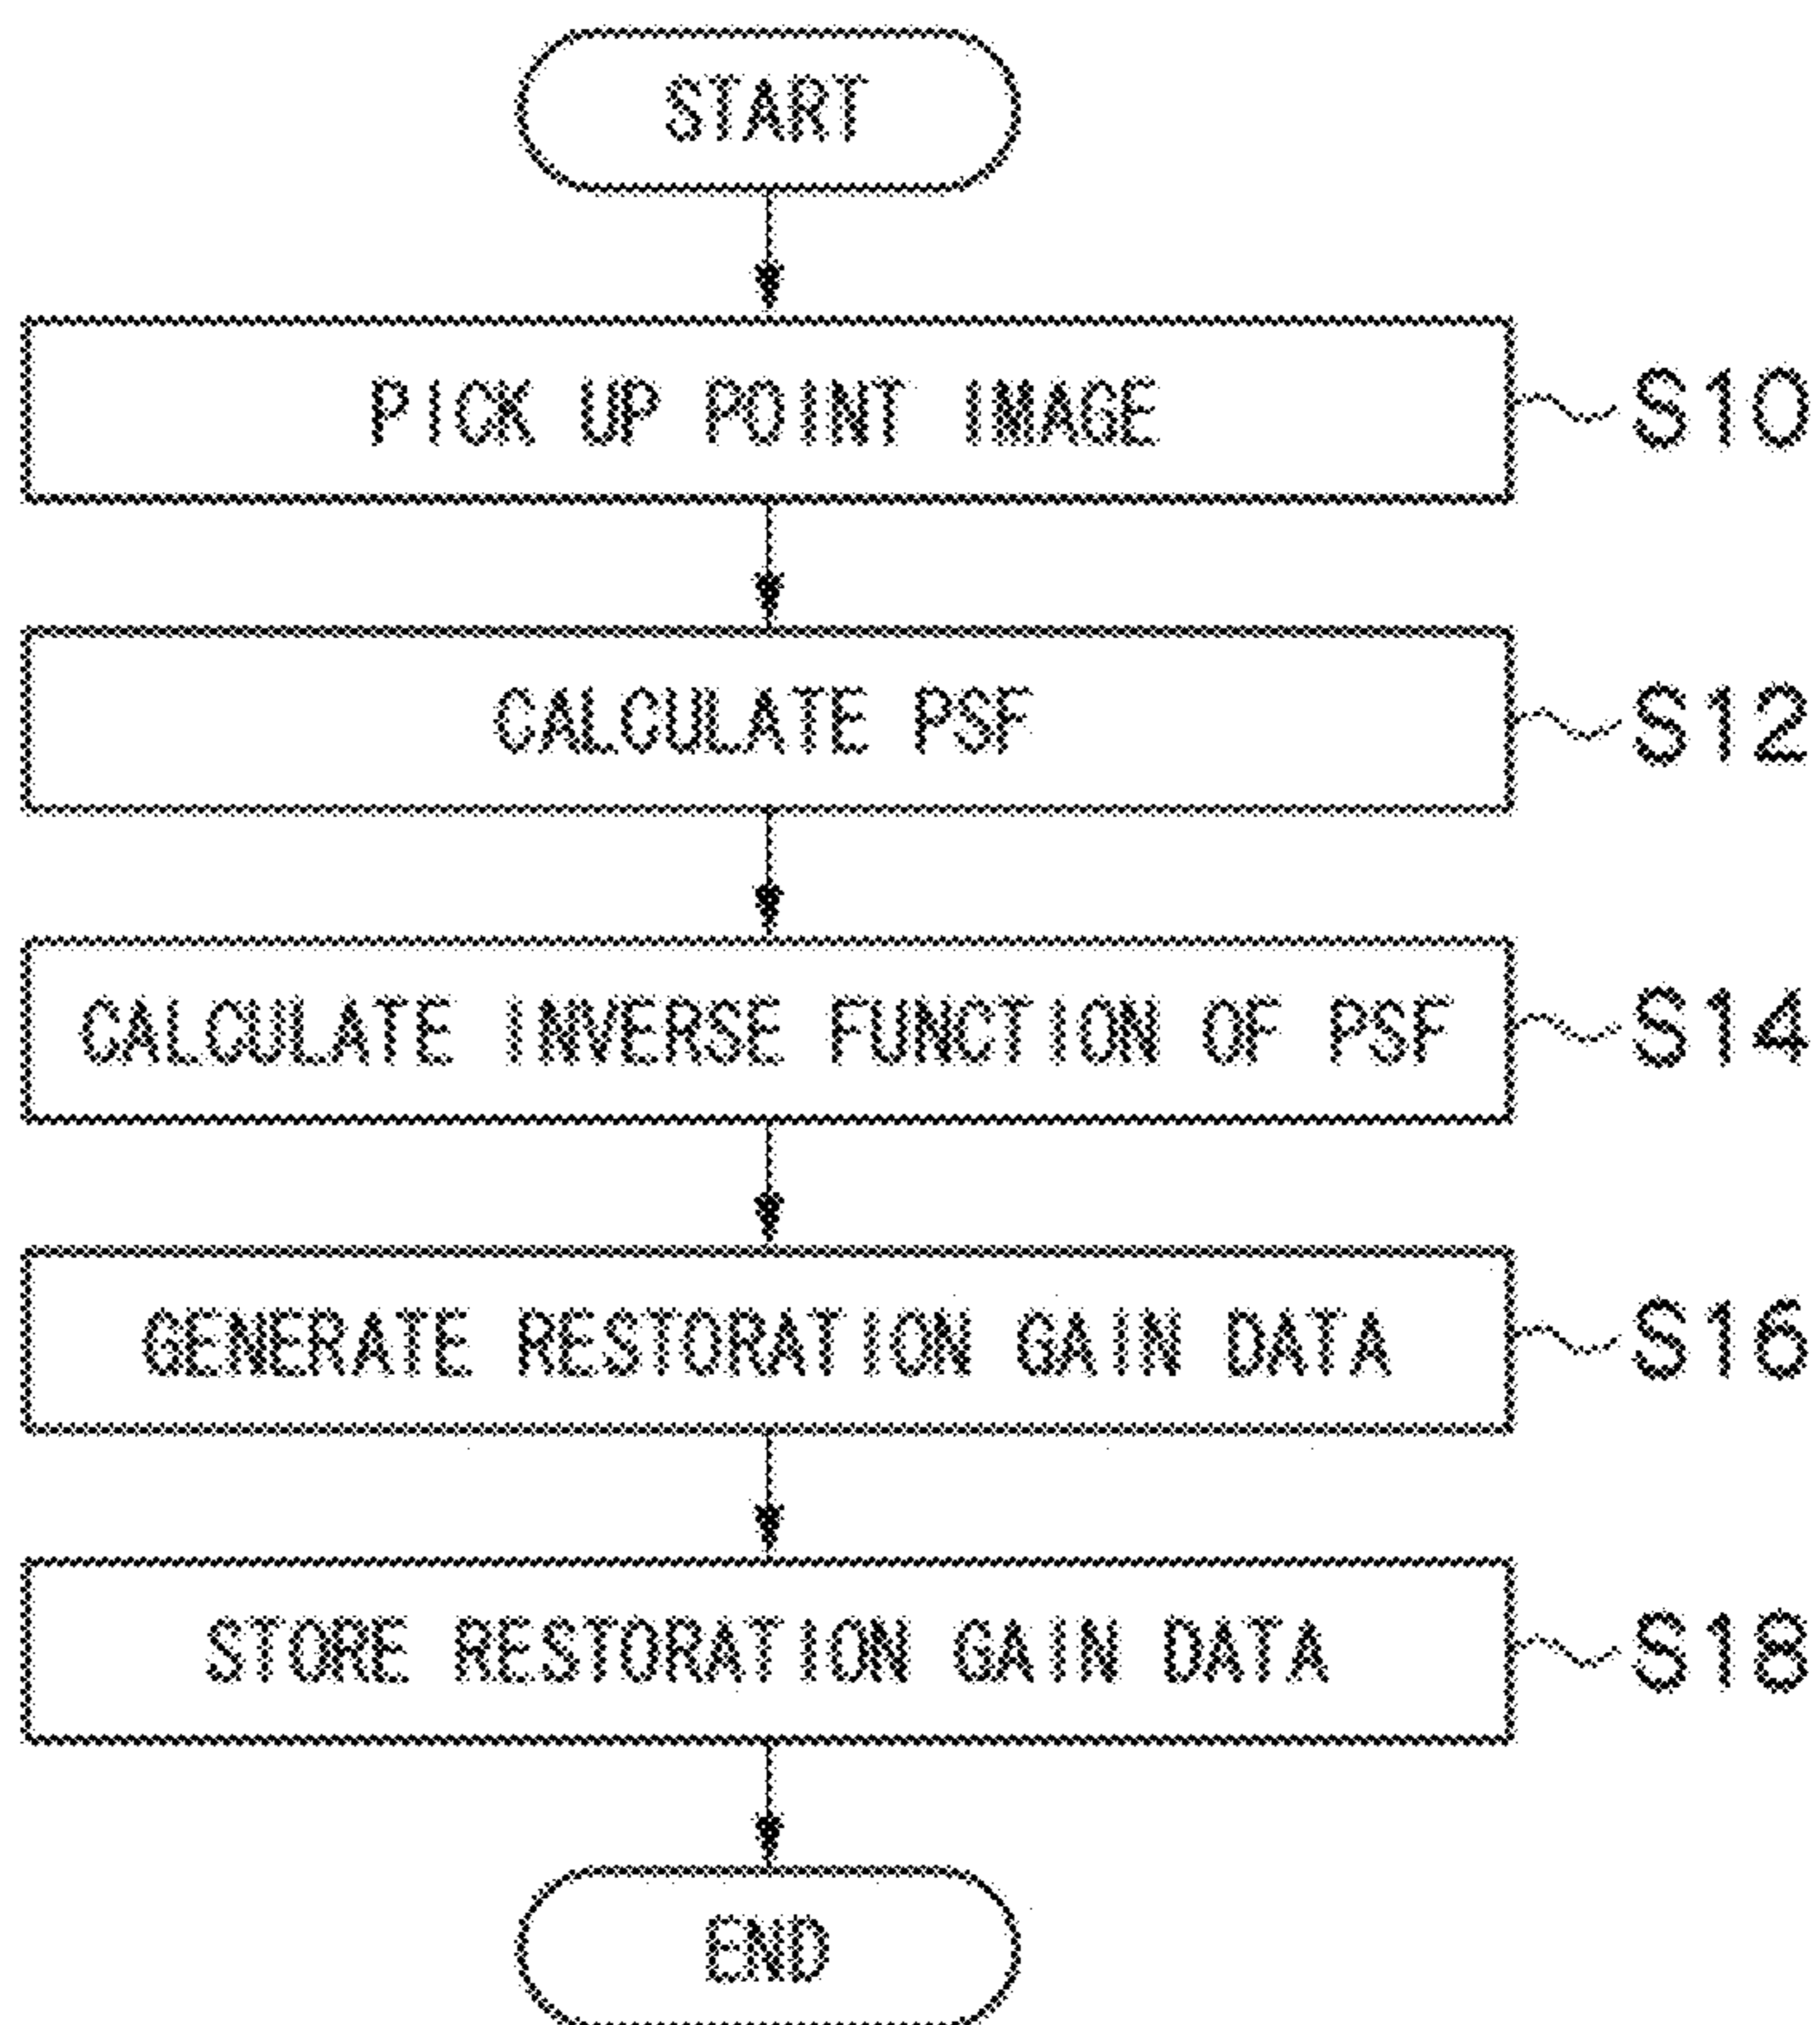 START
PICK UP POINT IMAGE S10
CALCULATE PSF S12
CALCULATE INVERSE FUNCTION OF PSF S14
GENERATE RESTORATION GAIN DATA S16
STORE RESTORATION GAIN DATA S18
END